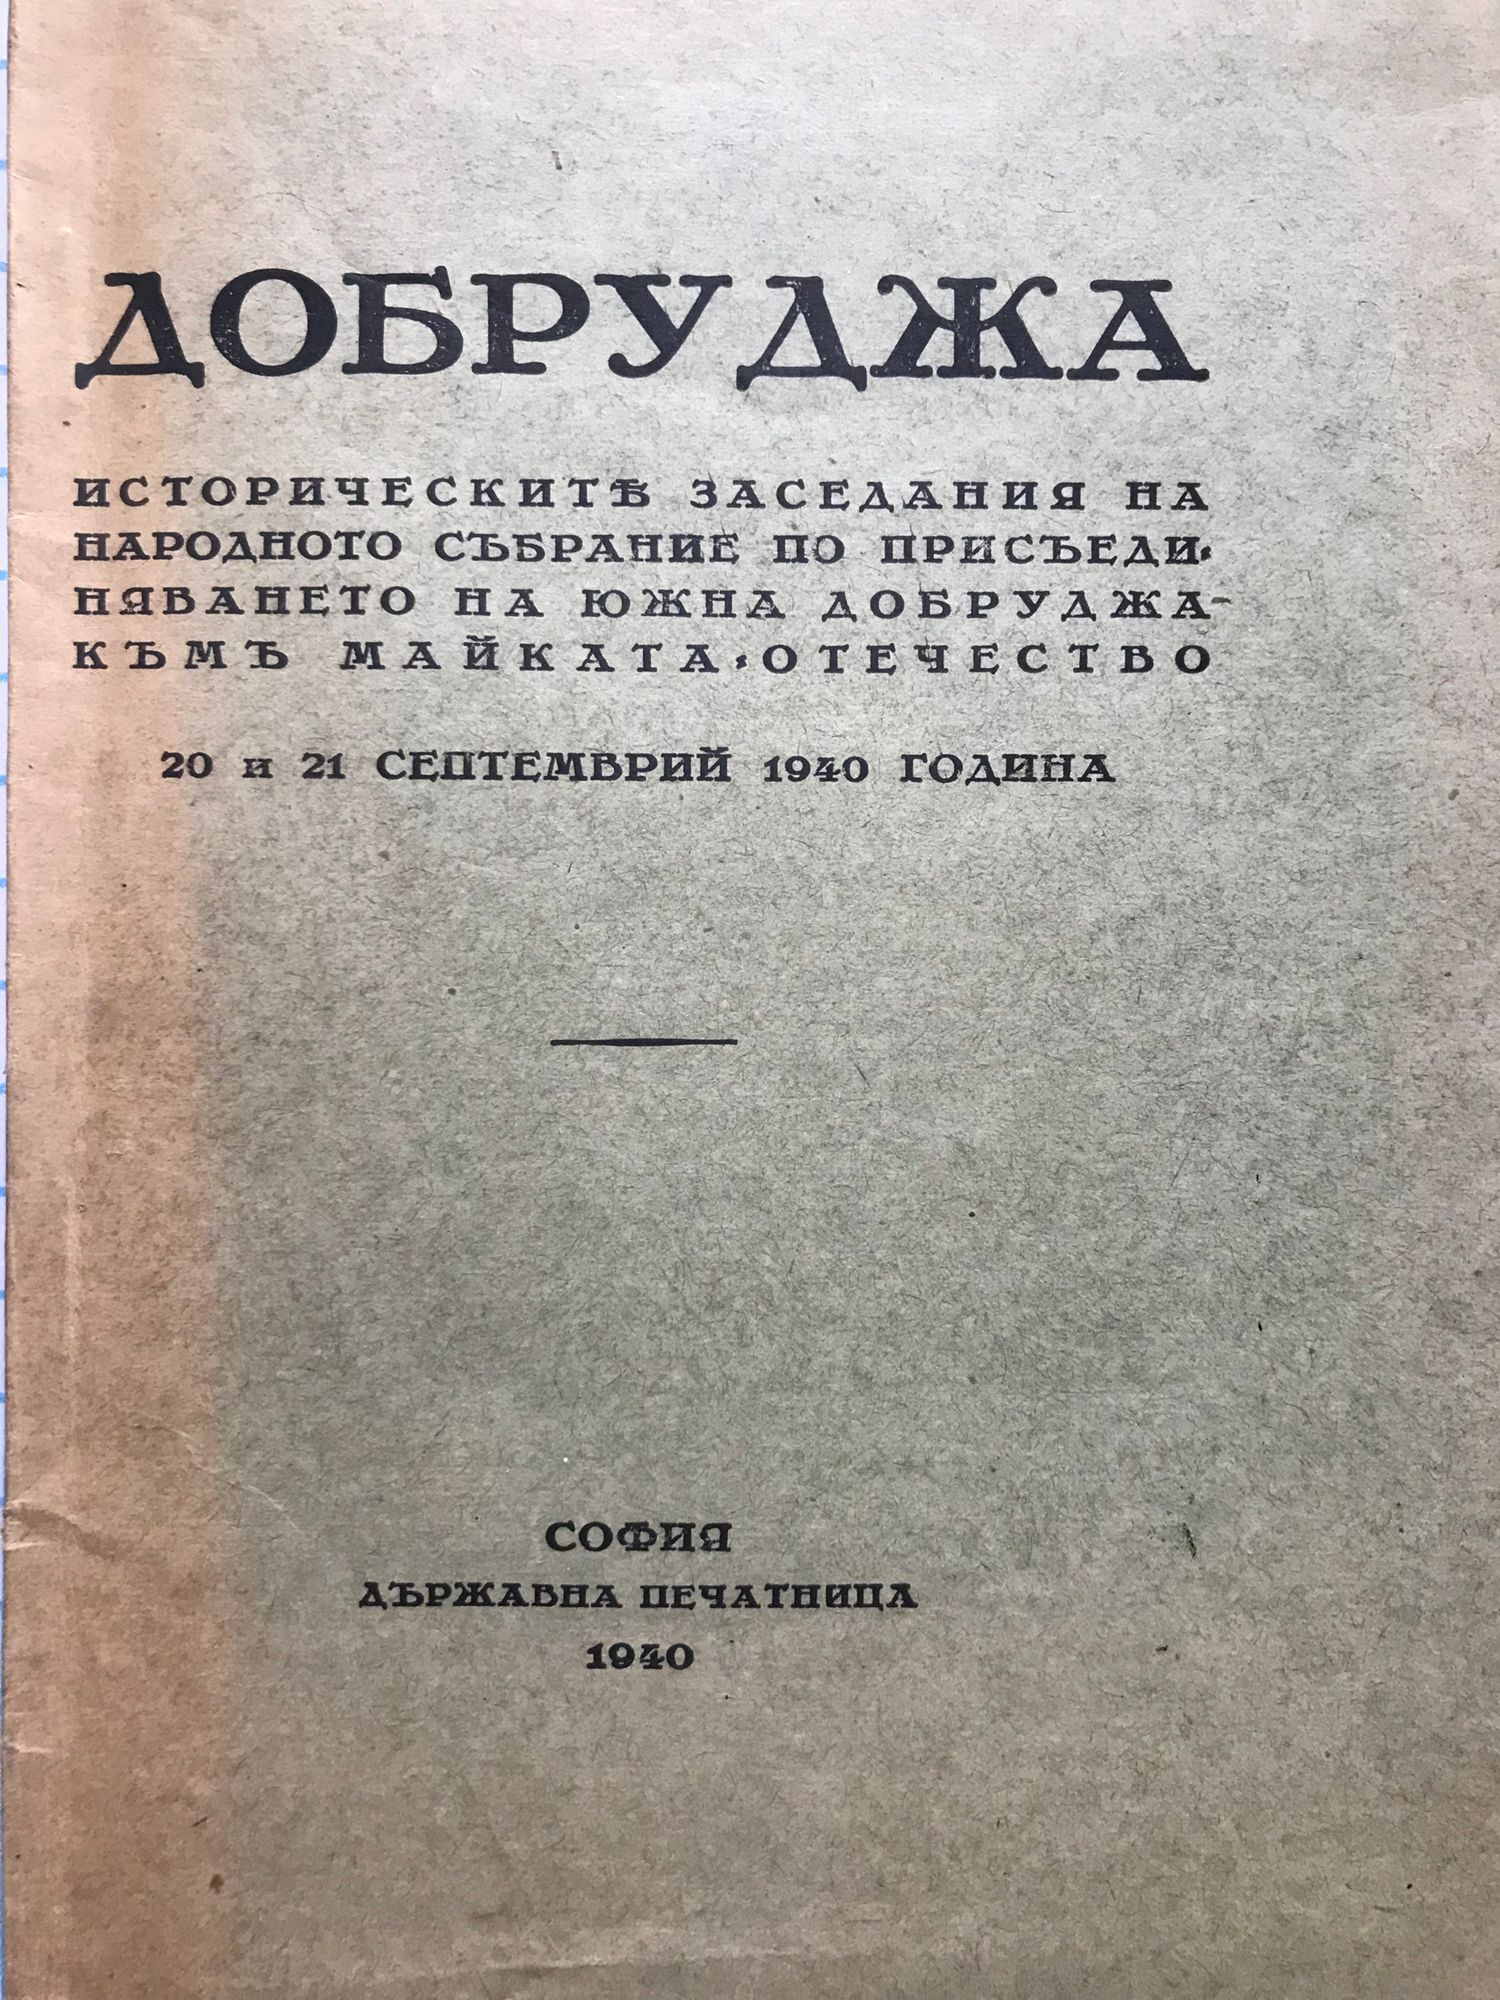 ДОБРУДЖА
ИСТОРИЧЕСКИТѢ ЗАСЕДАНИЯ НА
НАРОДНОТО СЪБРАНИЕ ПО ПРИСЪЕДИ-
НЯВАНЕТО НА ЮЖНА ДОБРУДЖА
КЪМЪ МАЙКАТА-ОТЕЧЕСТВО
20 и 21 СЕПТЕМВРИЙ 1940 ГОДИНА
СОФИЯ
ДЪРЖАВНА ПЕЧАТНИЦА
1940